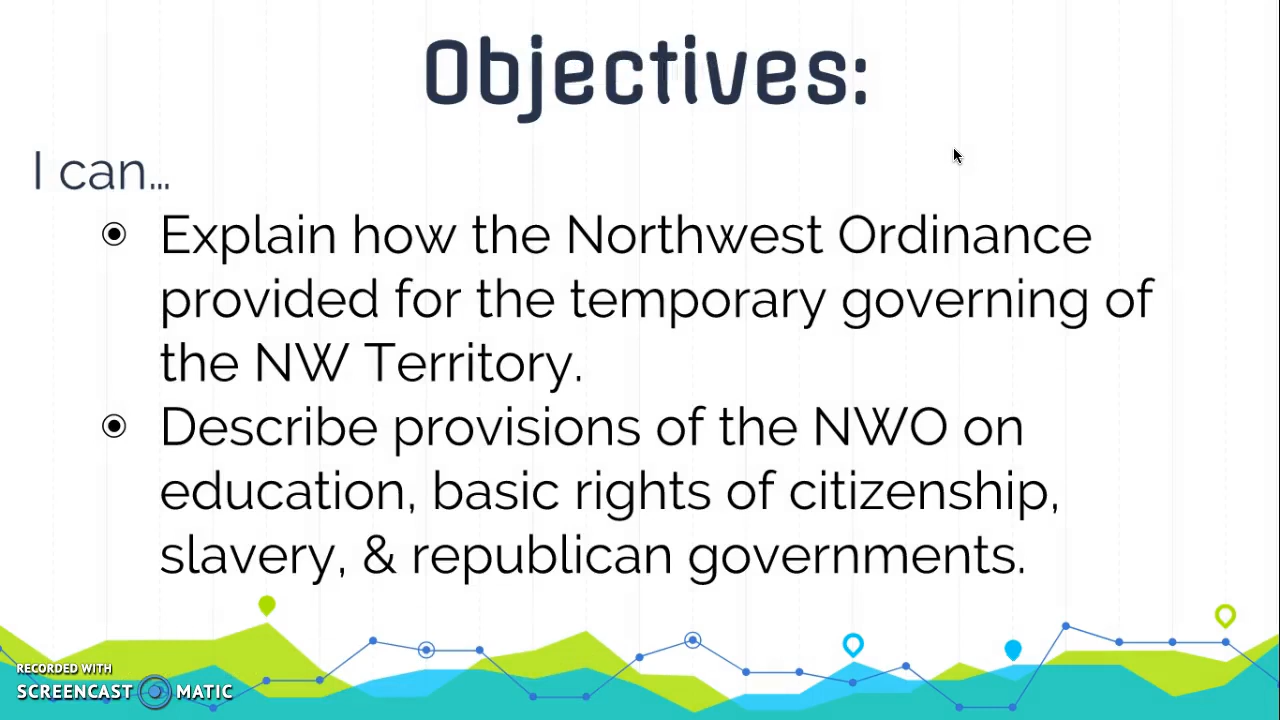 Objectives:
I can...
Explain how the Northwest Ordinance
provided for the temporary governing of
the NW Territory.
Describe provisions of the NWO on
education, basic rights of citizenship,
slavery, & republican governments.
RECORDED WITH
SCREENCAST MATIC